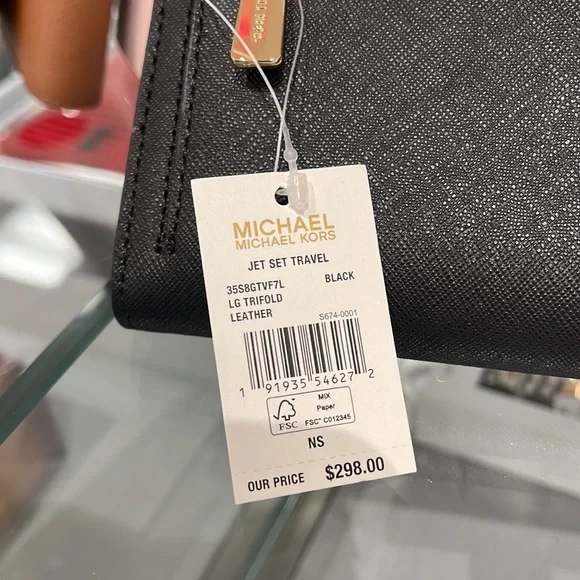 MICHAEL
MICHAEL KORS
JET SET TRAVEL
35S8GTVF7L BLACK
LG TRIFOLD
LEATHER S674-0001
1 91935 54627 2
FSC
MIX
Paper
FSC® C012345
NS
OUR PRICE $298.00